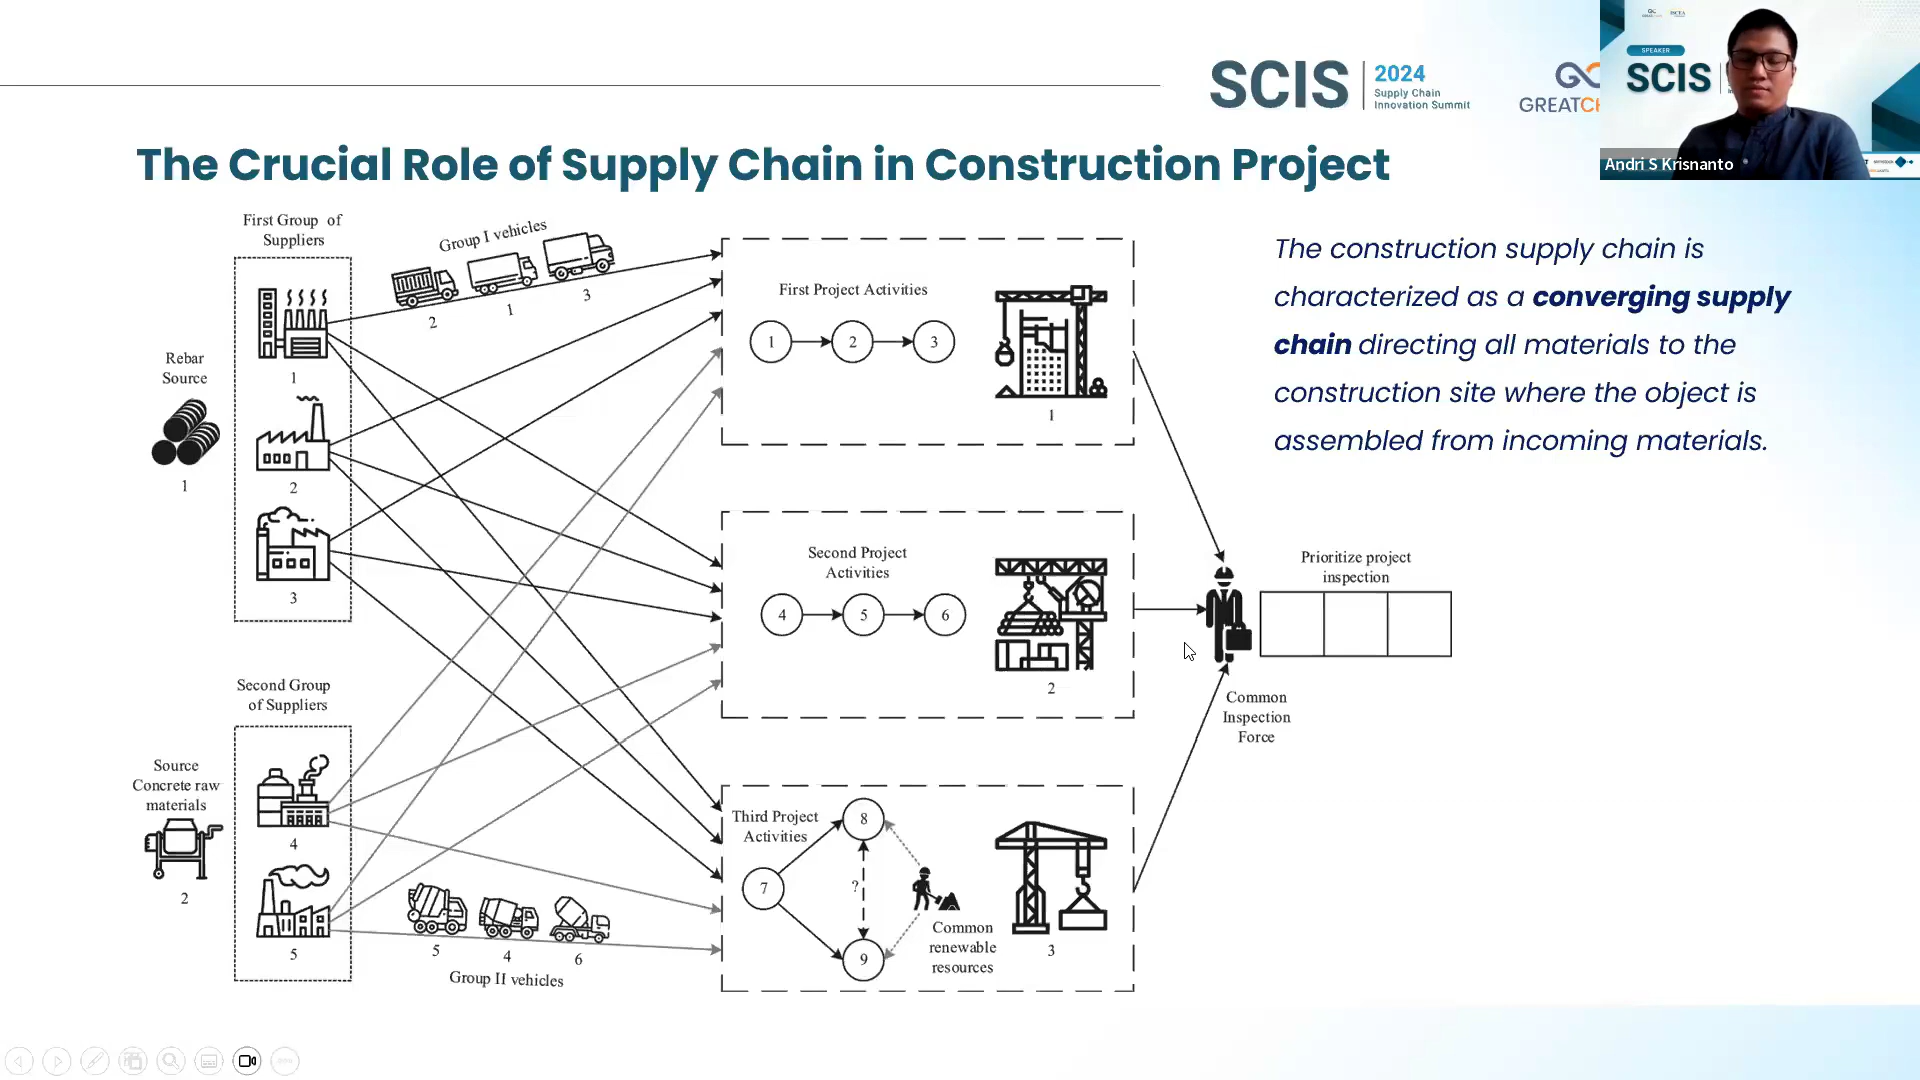 SCIS
2024
Supply Chain
Innovation Summit
SPEAKER
SCIS
Andri S Krisnanto
The Crucial Role of Supply Chain in Construction Project
First Group of
Suppliers
Group I vehicles
2
1
3
Rebar
Source
1
1
2
3
First Project Activities
1
2
3
1
The construction supply chain is
characterized as a converging supply
chain directing all materials to the
construction site where the object is
assembled from incoming materials.
Second Project
Activities
4
5
6
2
Prioritize project
inspection
Common
Inspection
Force
Second Group
of Suppliers
Source
Concrete raw
materials
2
4
5
5
4
6
Group II vehicles
Third Project
Activities
7
8
?
9
Common
renewable
resources
3